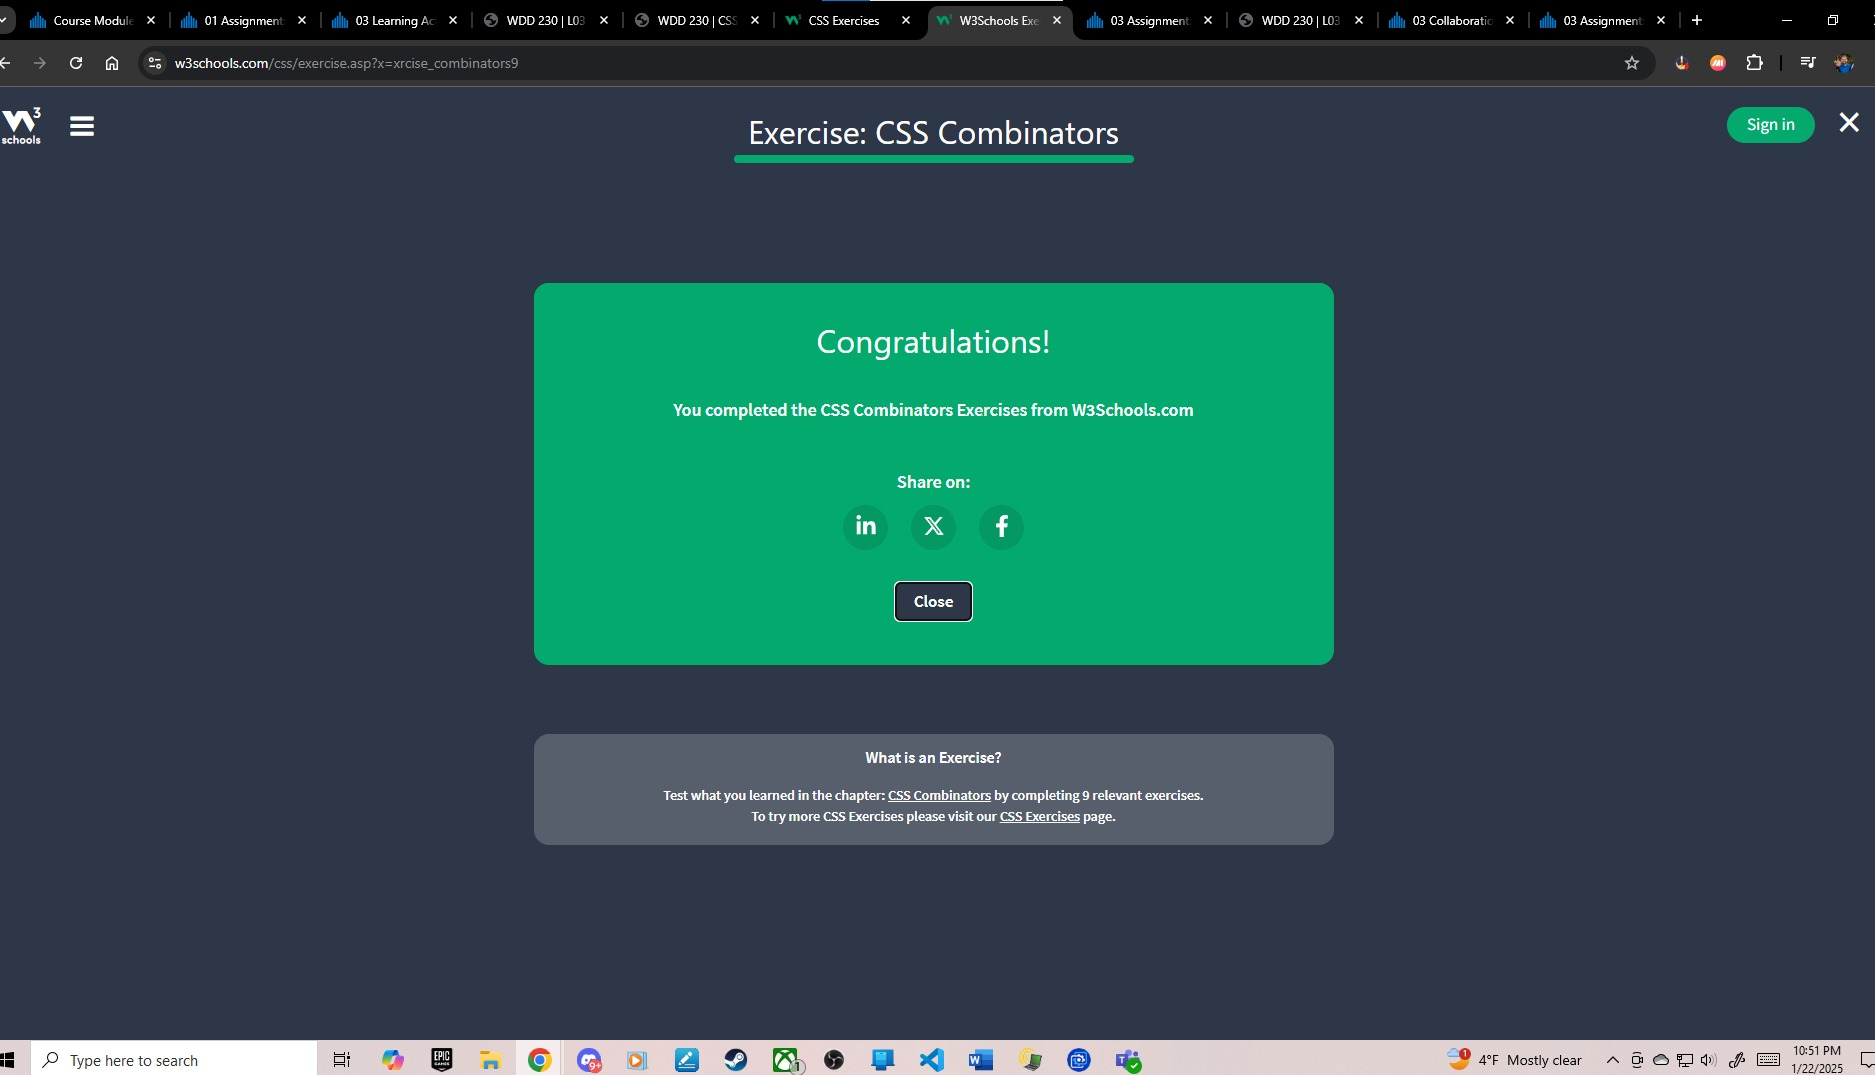 Course Module
01 Assignment
03 Learning Ac
WDD 230 | L03
WDD 230 | CSS
CSS Exercises
W3Schools Exe
03 Assignment
WDD 230 | L03
03 Collaboratio
03 Assignment
w3schools.com/css/exercise.asp?x=xrcise_combinators9
W3
schools
Exercise: CSS Combinators
Sign in
Congratulations!
You completed the CSS Combinators Exercises from W3Schools.com
Share on:
in X f
Close
What is an Exercise?
Test what you learned in the chapter: CSS Combinators by completing 9 relevant exercises.
To try more CSS Exercises please visit our CSS Exercises page.
Type here to search
EPIC
GAMES
9+
1
W
T
1
4°F Mostly clear
10:51 PM
1/22/2025